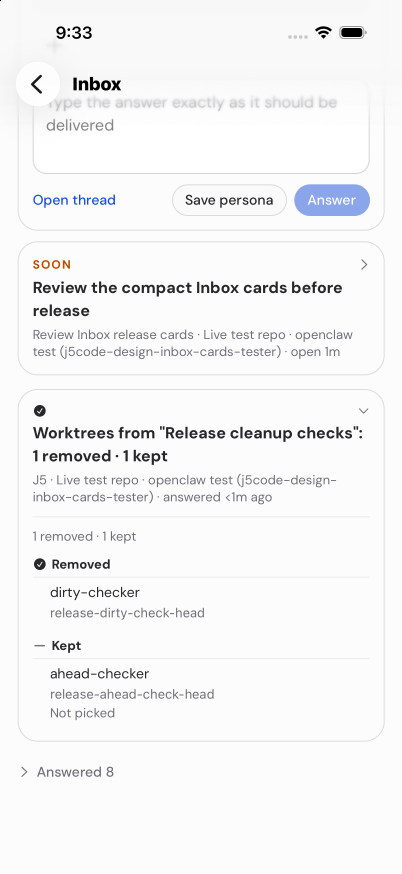 9:33
Inbox
Type the answer exactly as it should be
delivered
Open thread
Save persona
Answer
SOON
Review the compact Inbox cards before
release
Review Inbox release cards · Live test repo · openclaw
test (j5code-design-inbox-cards-tester) · open 1m
Worktrees from "Release cleanup checks":
1 removed · 1 kept
J5 · Live test repo · openclaw test (j5code-design-
inbox-cards-tester) · answered <1m ago
1 removed · 1 kept
Removed
dirty-checker
release-dirty-check-head
Kept
ahead-checker
release-ahead-check-head
Not picked
Answered 8